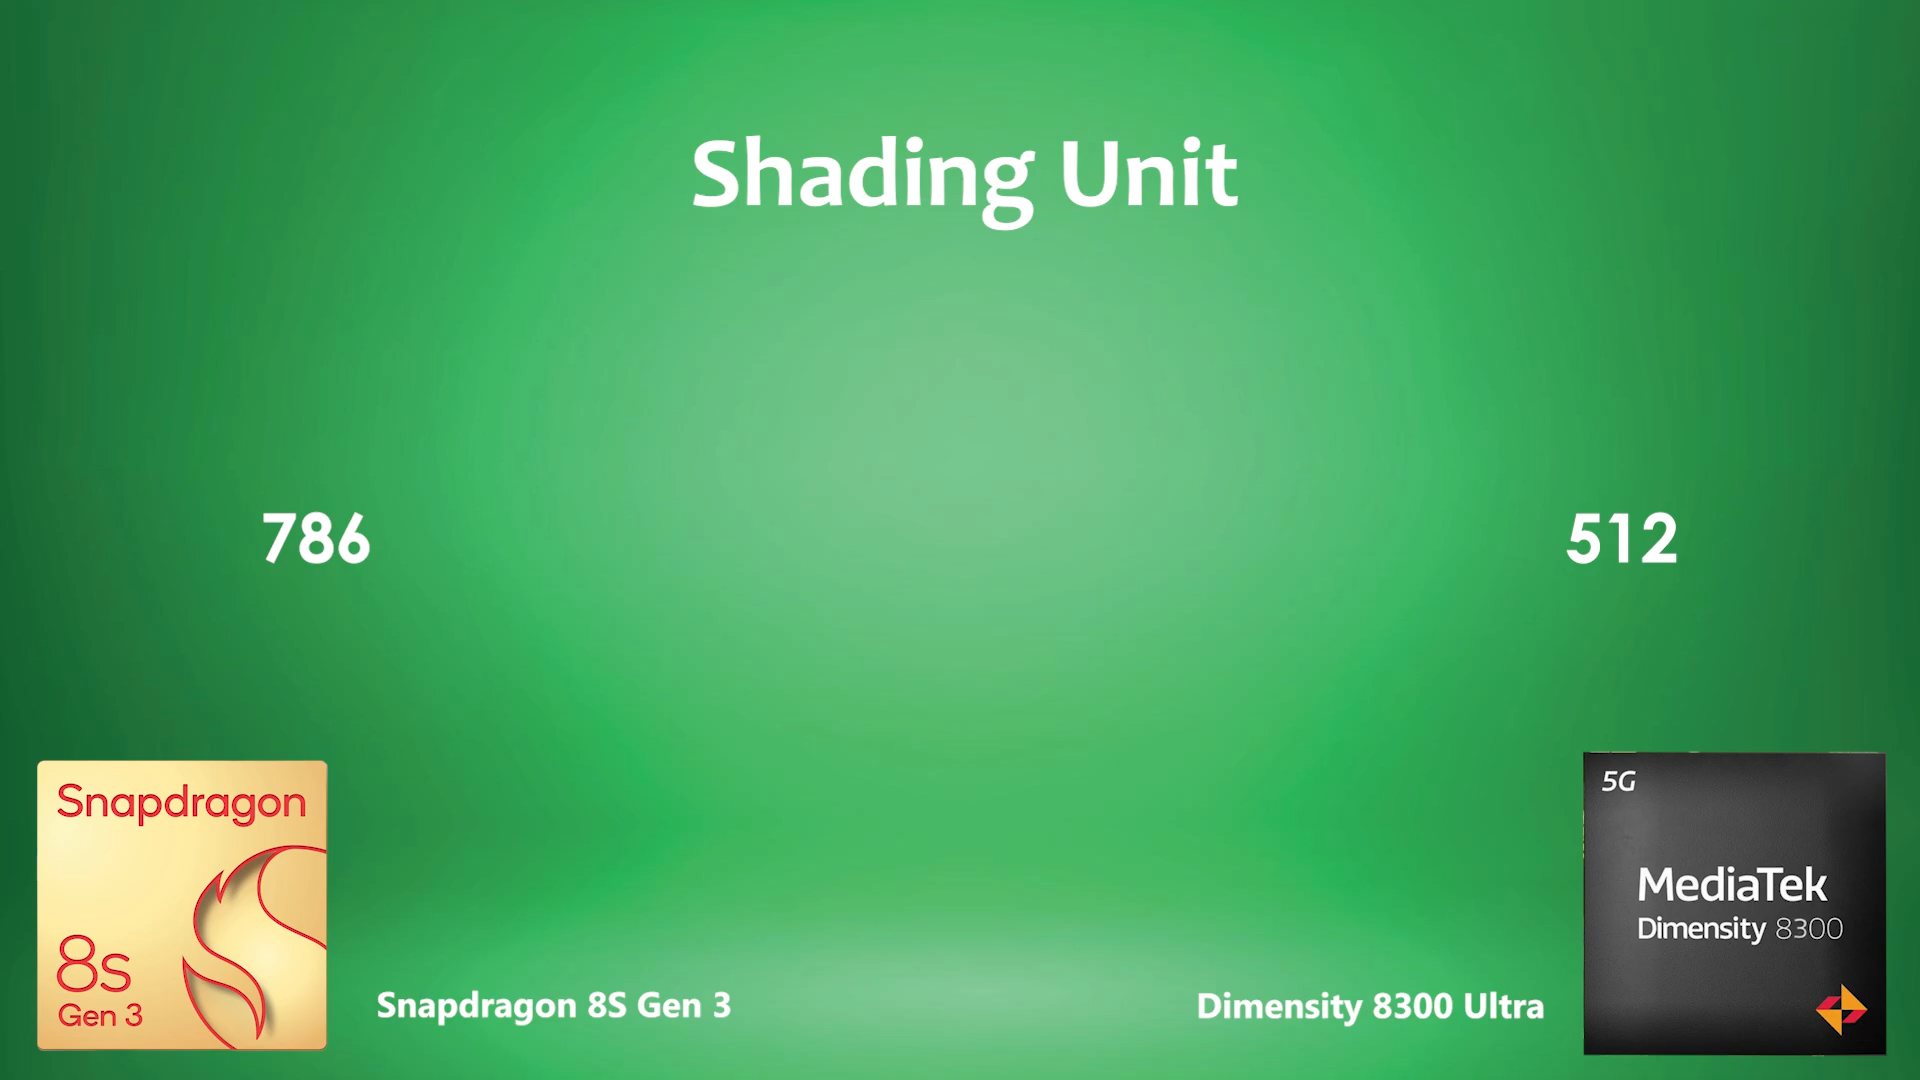 Shading Unit
786
512
Snapdragon
8s
Gen 3
Snapdragon 8S Gen 3
Dimensity 8300 Ultra
5G
MediaTek
Dimensity 8300